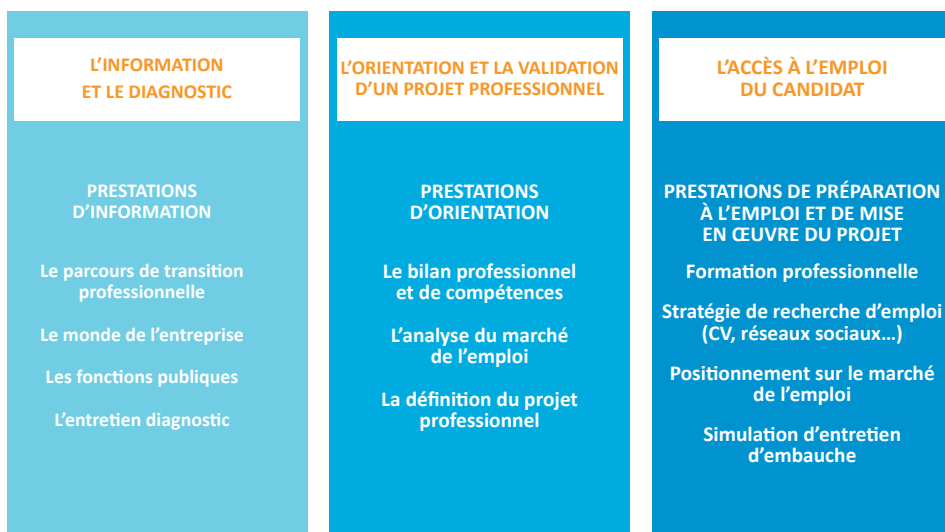 L’INFORMATION
ET LE DIAGNOSTIC
PRESTATIONS
D’INFORMATION
Le parcours de transition
professionnelle
Le monde de l’entreprise
Les fonctions publiques
L’entretien diagnostic
L’ORIENTATION ET LA VALIDATION
D’UN PROJET PROFESSIONNEL
PRESTATIONS
D’ORIENTATION
Le bilan professionnel
et de compétences
L’analyse du marché
de l’emploi
La définition du projet
professionnel
L’ACCÈS À L’EMPLOI
DU CANDIDAT
PRESTATIONS DE PRÉPARATION
À L’EMPLOI ET DE MISE
EN ŒUVRE DU PROJET
Formation professionnelle
Stratégie de recherche d’emploi
(CV, réseaux sociaux…)
Positionnement sur le marché
de l’emploi
Simulation d’entretien
d’embauche